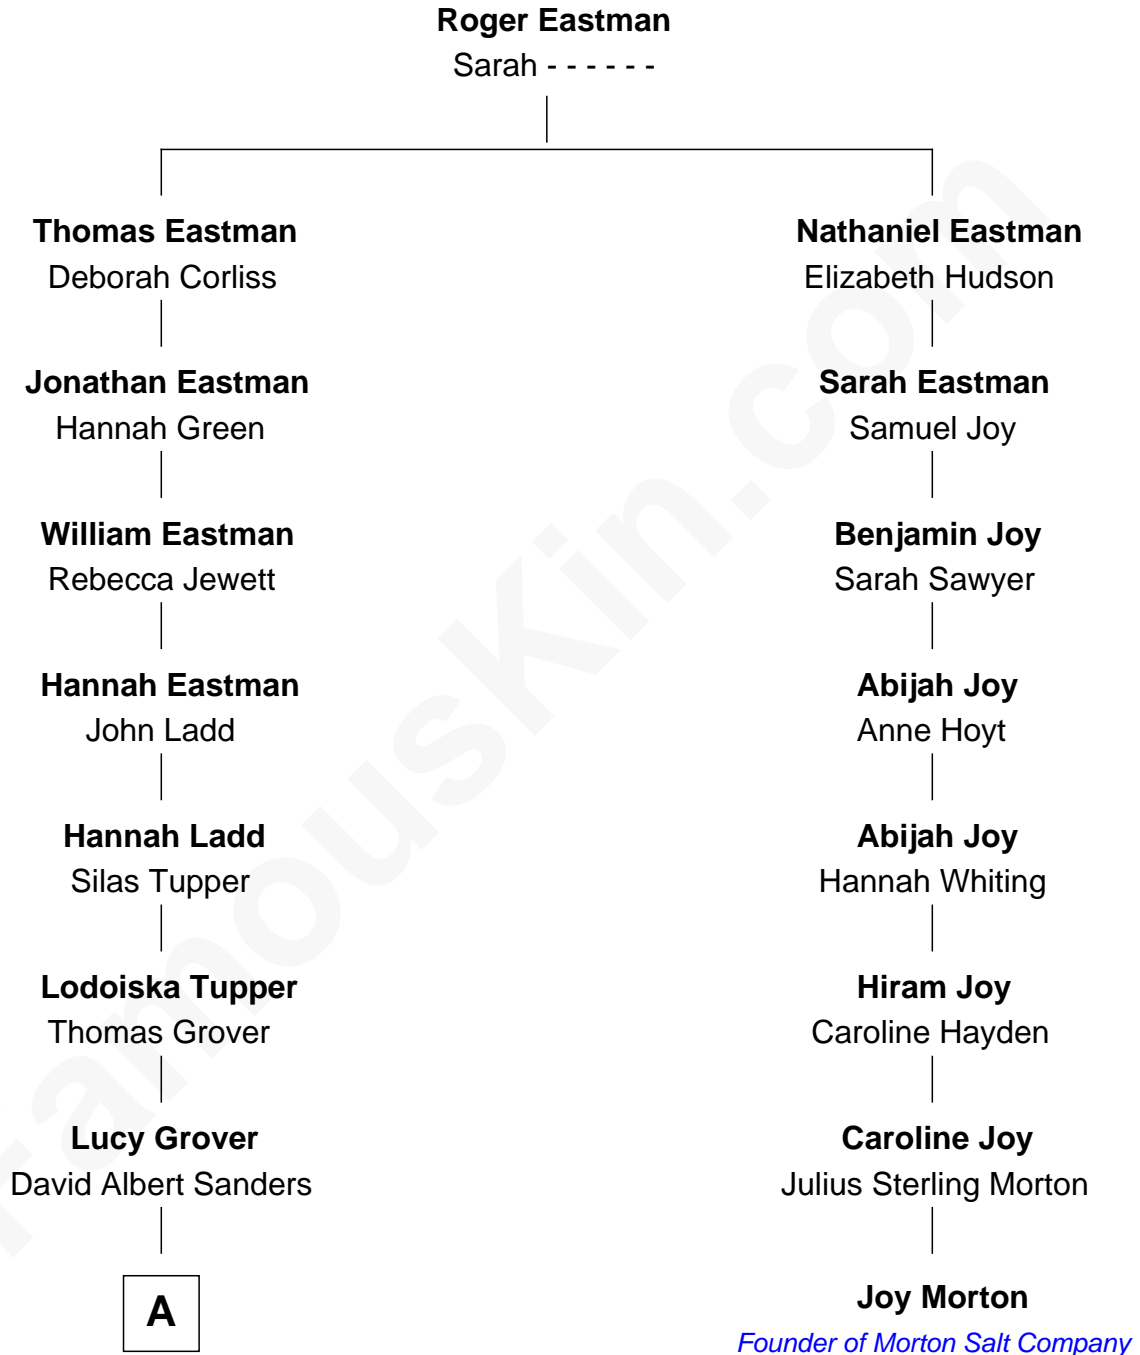 Roger Eastman
Sarah - - - - - -
Thomas Eastman
Deborah Corliss
Nathaniel Eastman
Elizabeth Hudson
Jonathan Eastman
Hannah Green
Sarah Eastman
Samuel Joy
William Eastman
Rebecca Jewett
Benjamin Joy
Sarah Sawyer
Hannah Eastman
John Ladd
Abijah Joy
Anne Hoyt
Hannah Ladd
Silas Tupper
Abijah Joy
Hannah Whiting
Lodoiska Tupper
Thomas Grover
Hiram Joy
Caroline Hayden
Lucy Grover
David Albert Sanders
Caroline Joy
Julius Sterling Morton
A
Joy Morton
Founder of Morton Salt Company
FamousKin.com